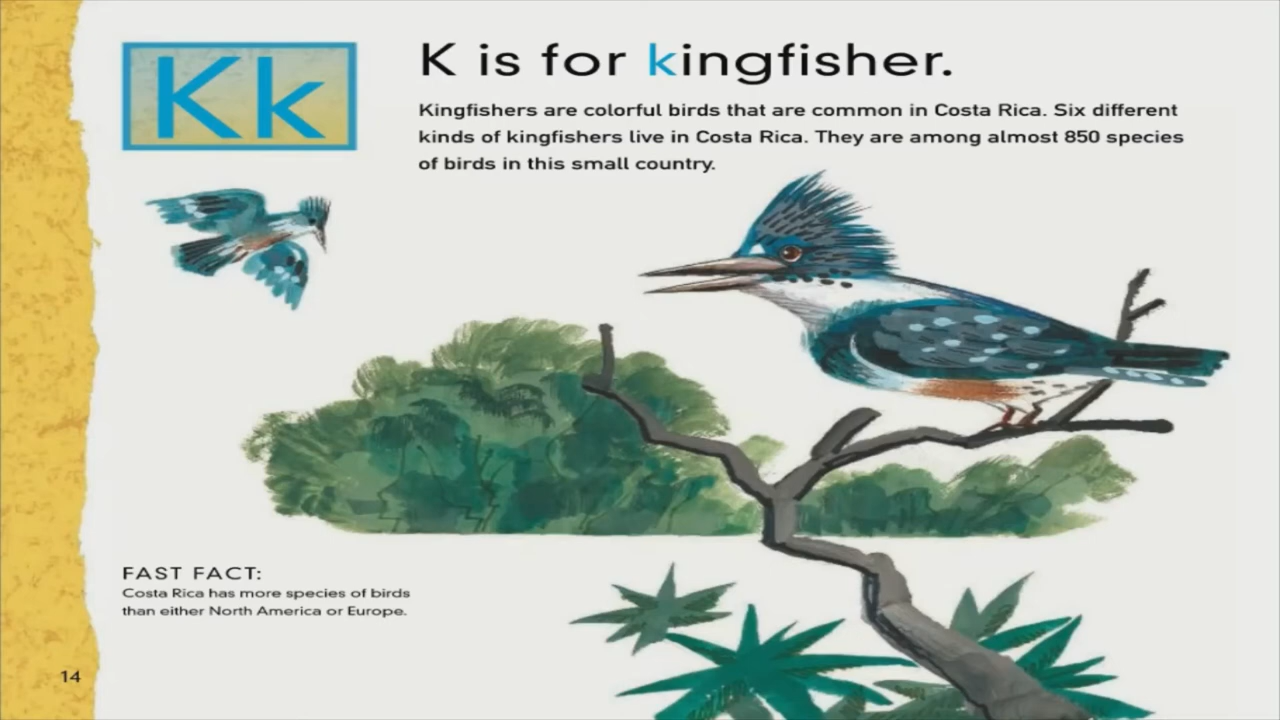 Kk
K is for kingfisher.
Kingfishers are colorful birds that are common in Costa Rica. Six different
kinds of kingfishers live in Costa Rica. They are among almost 850 species
of birds in this small country.
FAST FACT:
Costa Rica has more species of birds
than either North America or Europe.
14